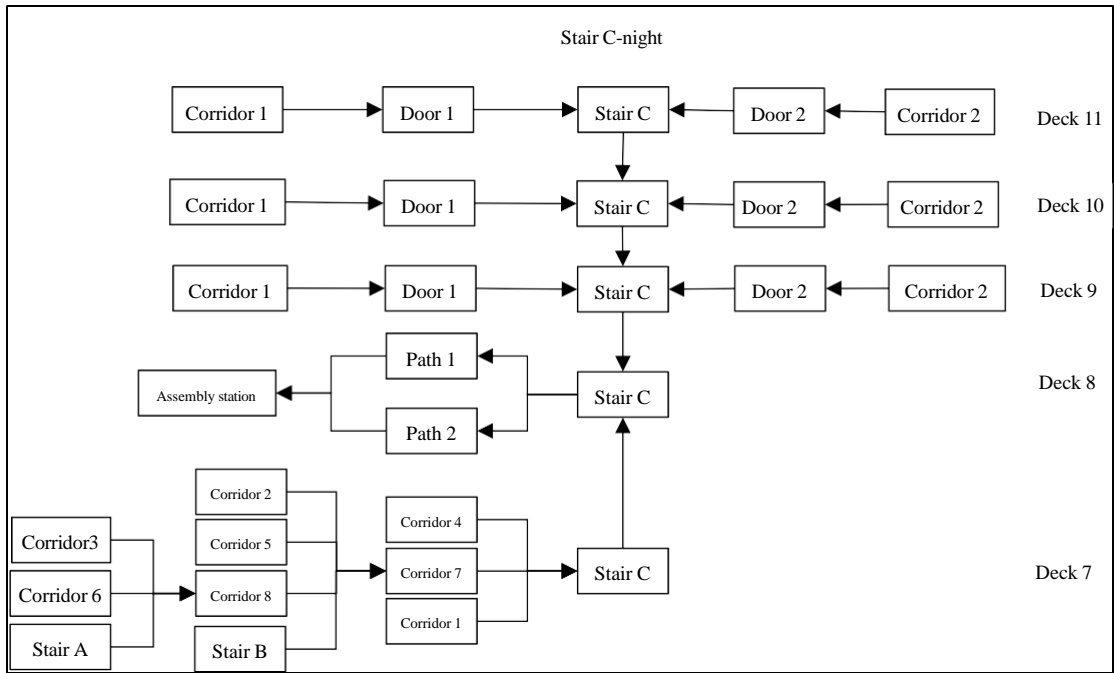 Stair C-night
Corridor 1
Door 1
Stair C
Door 2
Corridor 2
Deck 11
Corridor 1
Door 1
Stair C
Door 2
Corridor 2
Deck 10
Corridor 1
Door 1
Stair C
Door 2
Corridor 2
Deck 9
Path 1
Assembly station
Stair C
Deck 8
Path 2
Corridor 2
Corridor 4
Corridor3
Corridor 5
Corridor 7
Stair C
Deck 7
Corridor 6
Corridor 8
Corridor 1
Stair A
Stair B